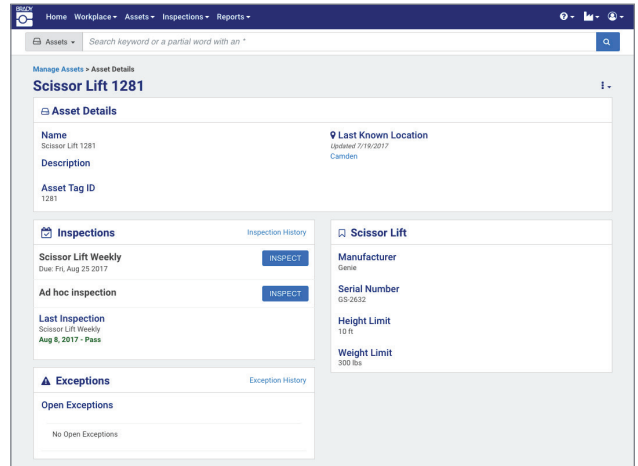 BRADY
Home Workplace Assets Inspections Reports
Assets Search keyword or a partial word with an *
Manage Assets > Asset Details
Scissor Lift 1281
Asset Details
Name
Scissor Lift 1281
Description
Asset Tag ID
1281
Last Known Location
Updated 7/19/2017
Camden
Inspections Inspection History
Scissor Lift Weekly INSPECT
Due: Fri, Aug 25 2017
Ad hoc inspection INSPECT
Last Inspection
Scissor Lift Weekly
Aug 8, 2017 - Pass
Scissor Lift
Manufacturer
Genie
Serial Number
GS-2632
Height Limit
10 ft
Weight Limit
300 lbs
Exceptions Exception History
Open Exceptions
No Open Exceptions